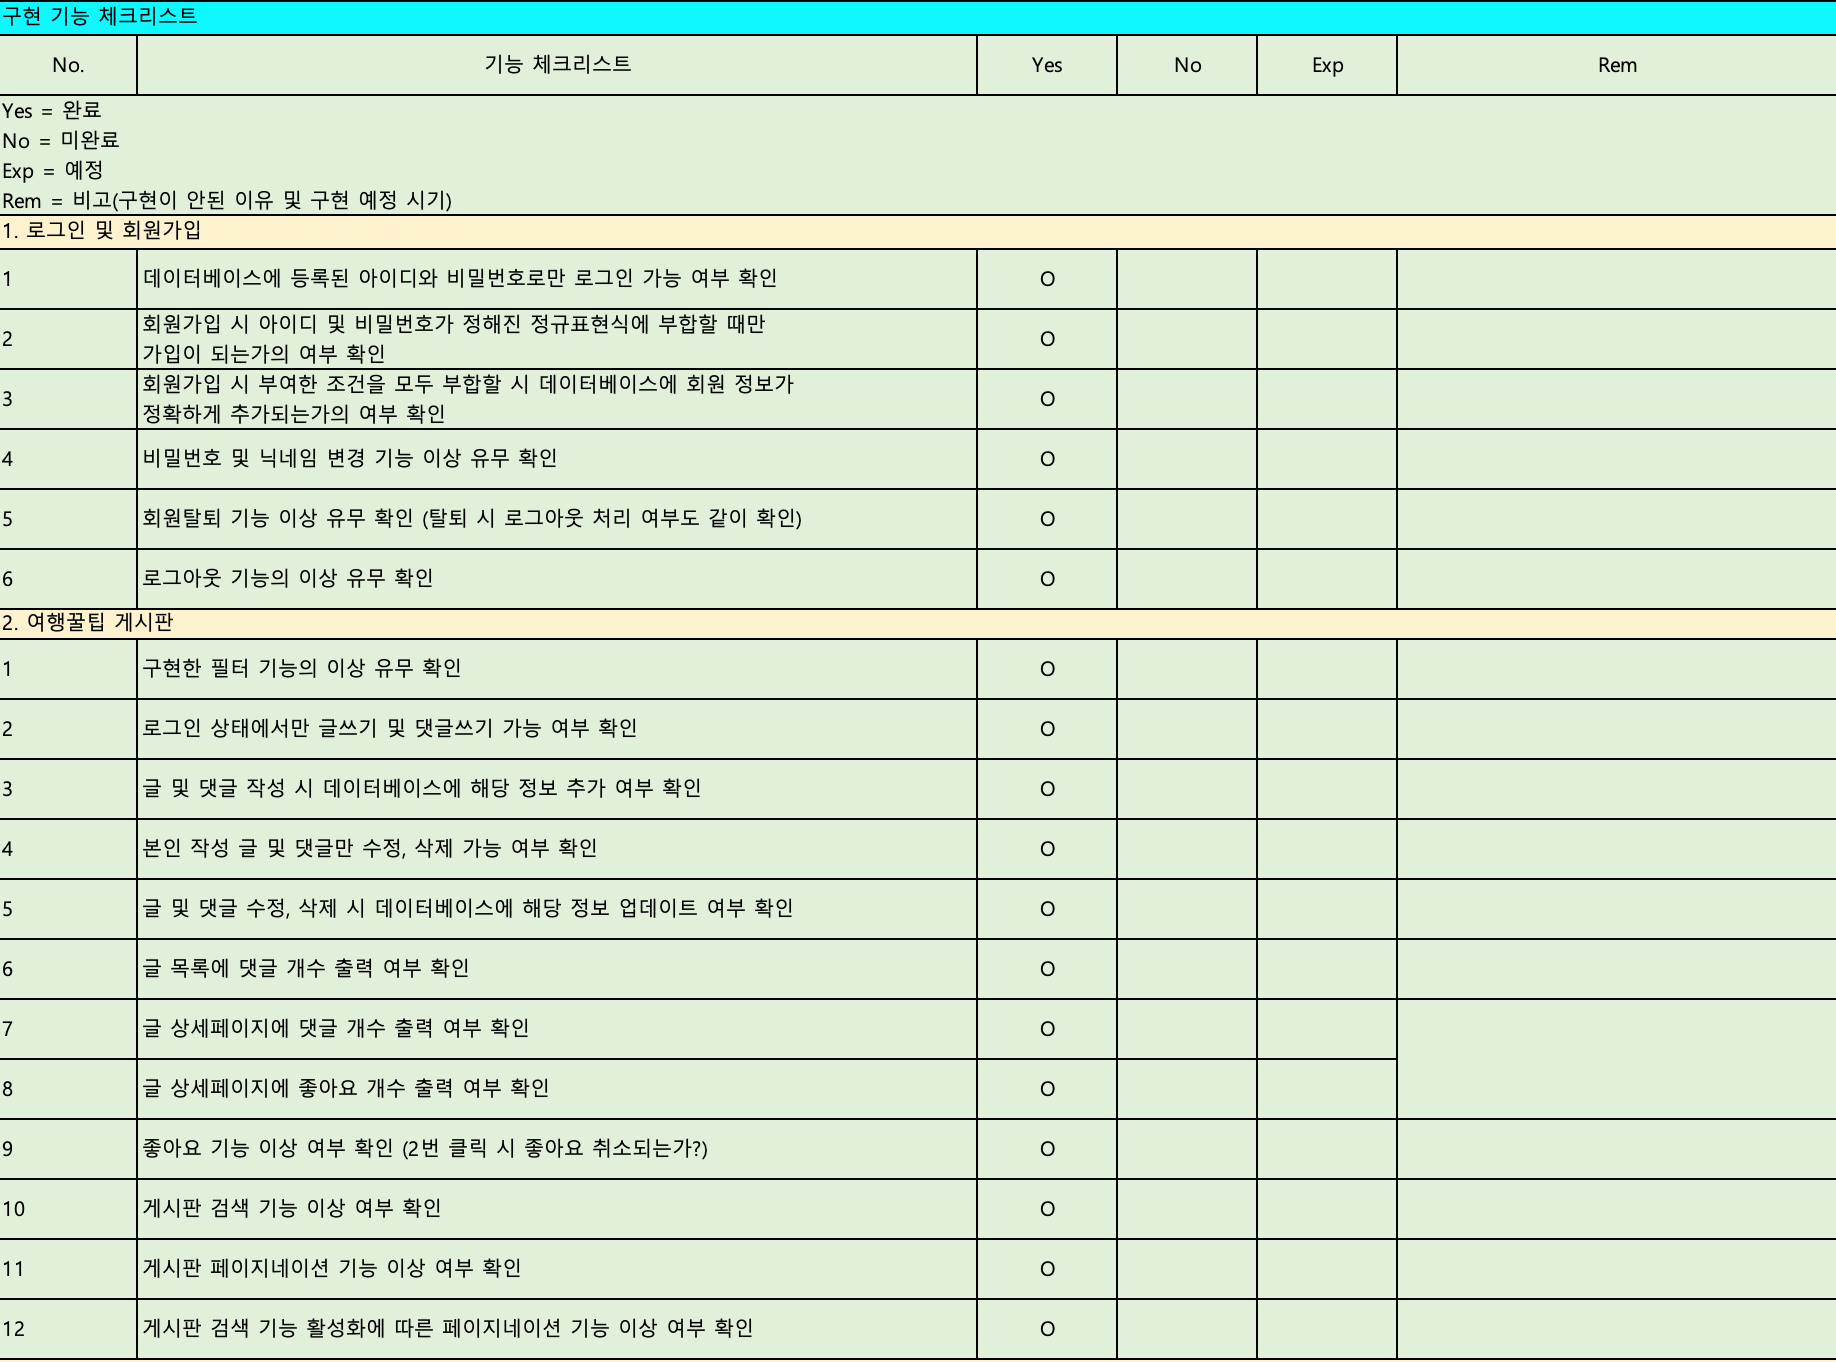 구현 기능 체크리스트
No. 기능 체크리스트 Yes No Exp Rem
Yes = 완료
No = 미완료
Exp = 예정
Rem = 비고(구현이 안된 이유 및 구현 예정 시기)
1. 로그인 및 회원가입
1 데이터베이스에 등록된 아이디와 비밀번호로만 로그인 가능 여부 확인 O
2 회원가입 시 아이디 및 비밀번호가 정해진 정규표현식에 부합할 때만
가입이 되는가의 여부 확인 O
3 회원가입 시 부여한 조건을 모두 부합할 시 데이터베이스에 회원 정보가
정확하게 추가되는가의 여부 확인 O
4 비밀번호 및 닉네임 변경 기능 이상 유무 확인 O
5 회원탈퇴 기능 이상 유무 확인 (탈퇴 시 로그아웃 처리 여부도 같이 확인) O
6 로그아웃 기능의 이상 유무 확인 O
2. 여행꿀팁 게시판
1 구현한 필터 기능의 이상 유무 확인 O
2 로그인 상태에서만 글쓰기 및 댓글쓰기 가능 여부 확인 O
3 글 및 댓글 작성 시 데이터베이스에 해당 정보 추가 여부 확인 O
4 본인 작성 글 및 댓글만 수정, 삭제 가능 여부 확인 O
5 글 및 댓글 수정, 삭제 시 데이터베이스에 해당 정보 업데이트 여부 확인 O
6 글 목록에 댓글 개수 출력 여부 확인 O
7 글 상세페이지에 댓글 개수 출력 여부 확인 O
8 글 상세페이지에 좋아요 개수 출력 여부 확인 O
9 좋아요 기능 이상 여부 확인 (2번 클릭 시 좋아요 취소되는가?) O
10 게시판 검색 기능 이상 여부 확인 O
11 게시판 페이지네이션 기능 이상 여부 확인 O
12 게시판 검색 기능 활성화에 따른 페이지네이션 기능 이상 여부 확인 O